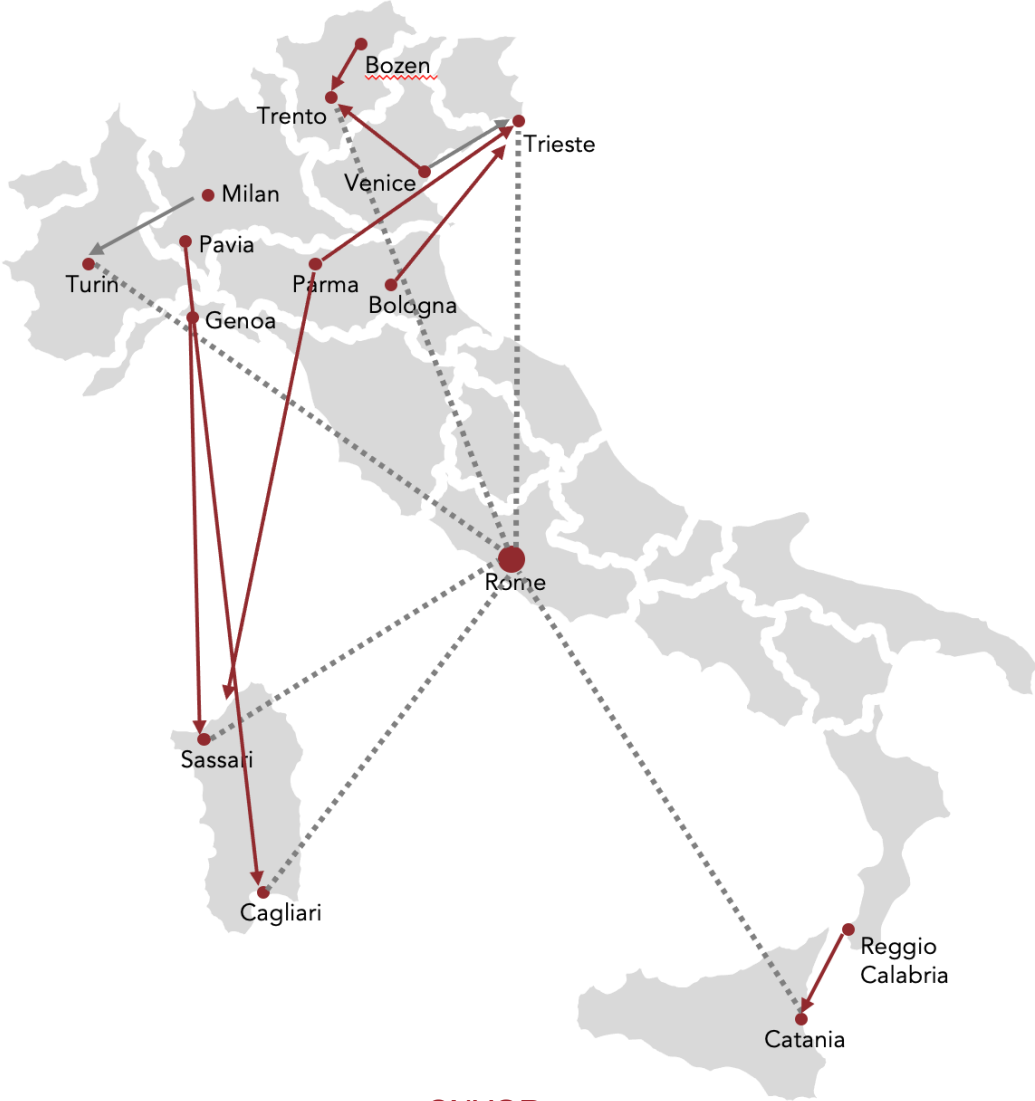 Bozen
Trento
Trieste
Venice
Milan
Pavia
Turin
Parma
Bologna
Genoa
Rome
Sassari
Cagliari
Reggio
Calabria
Catania